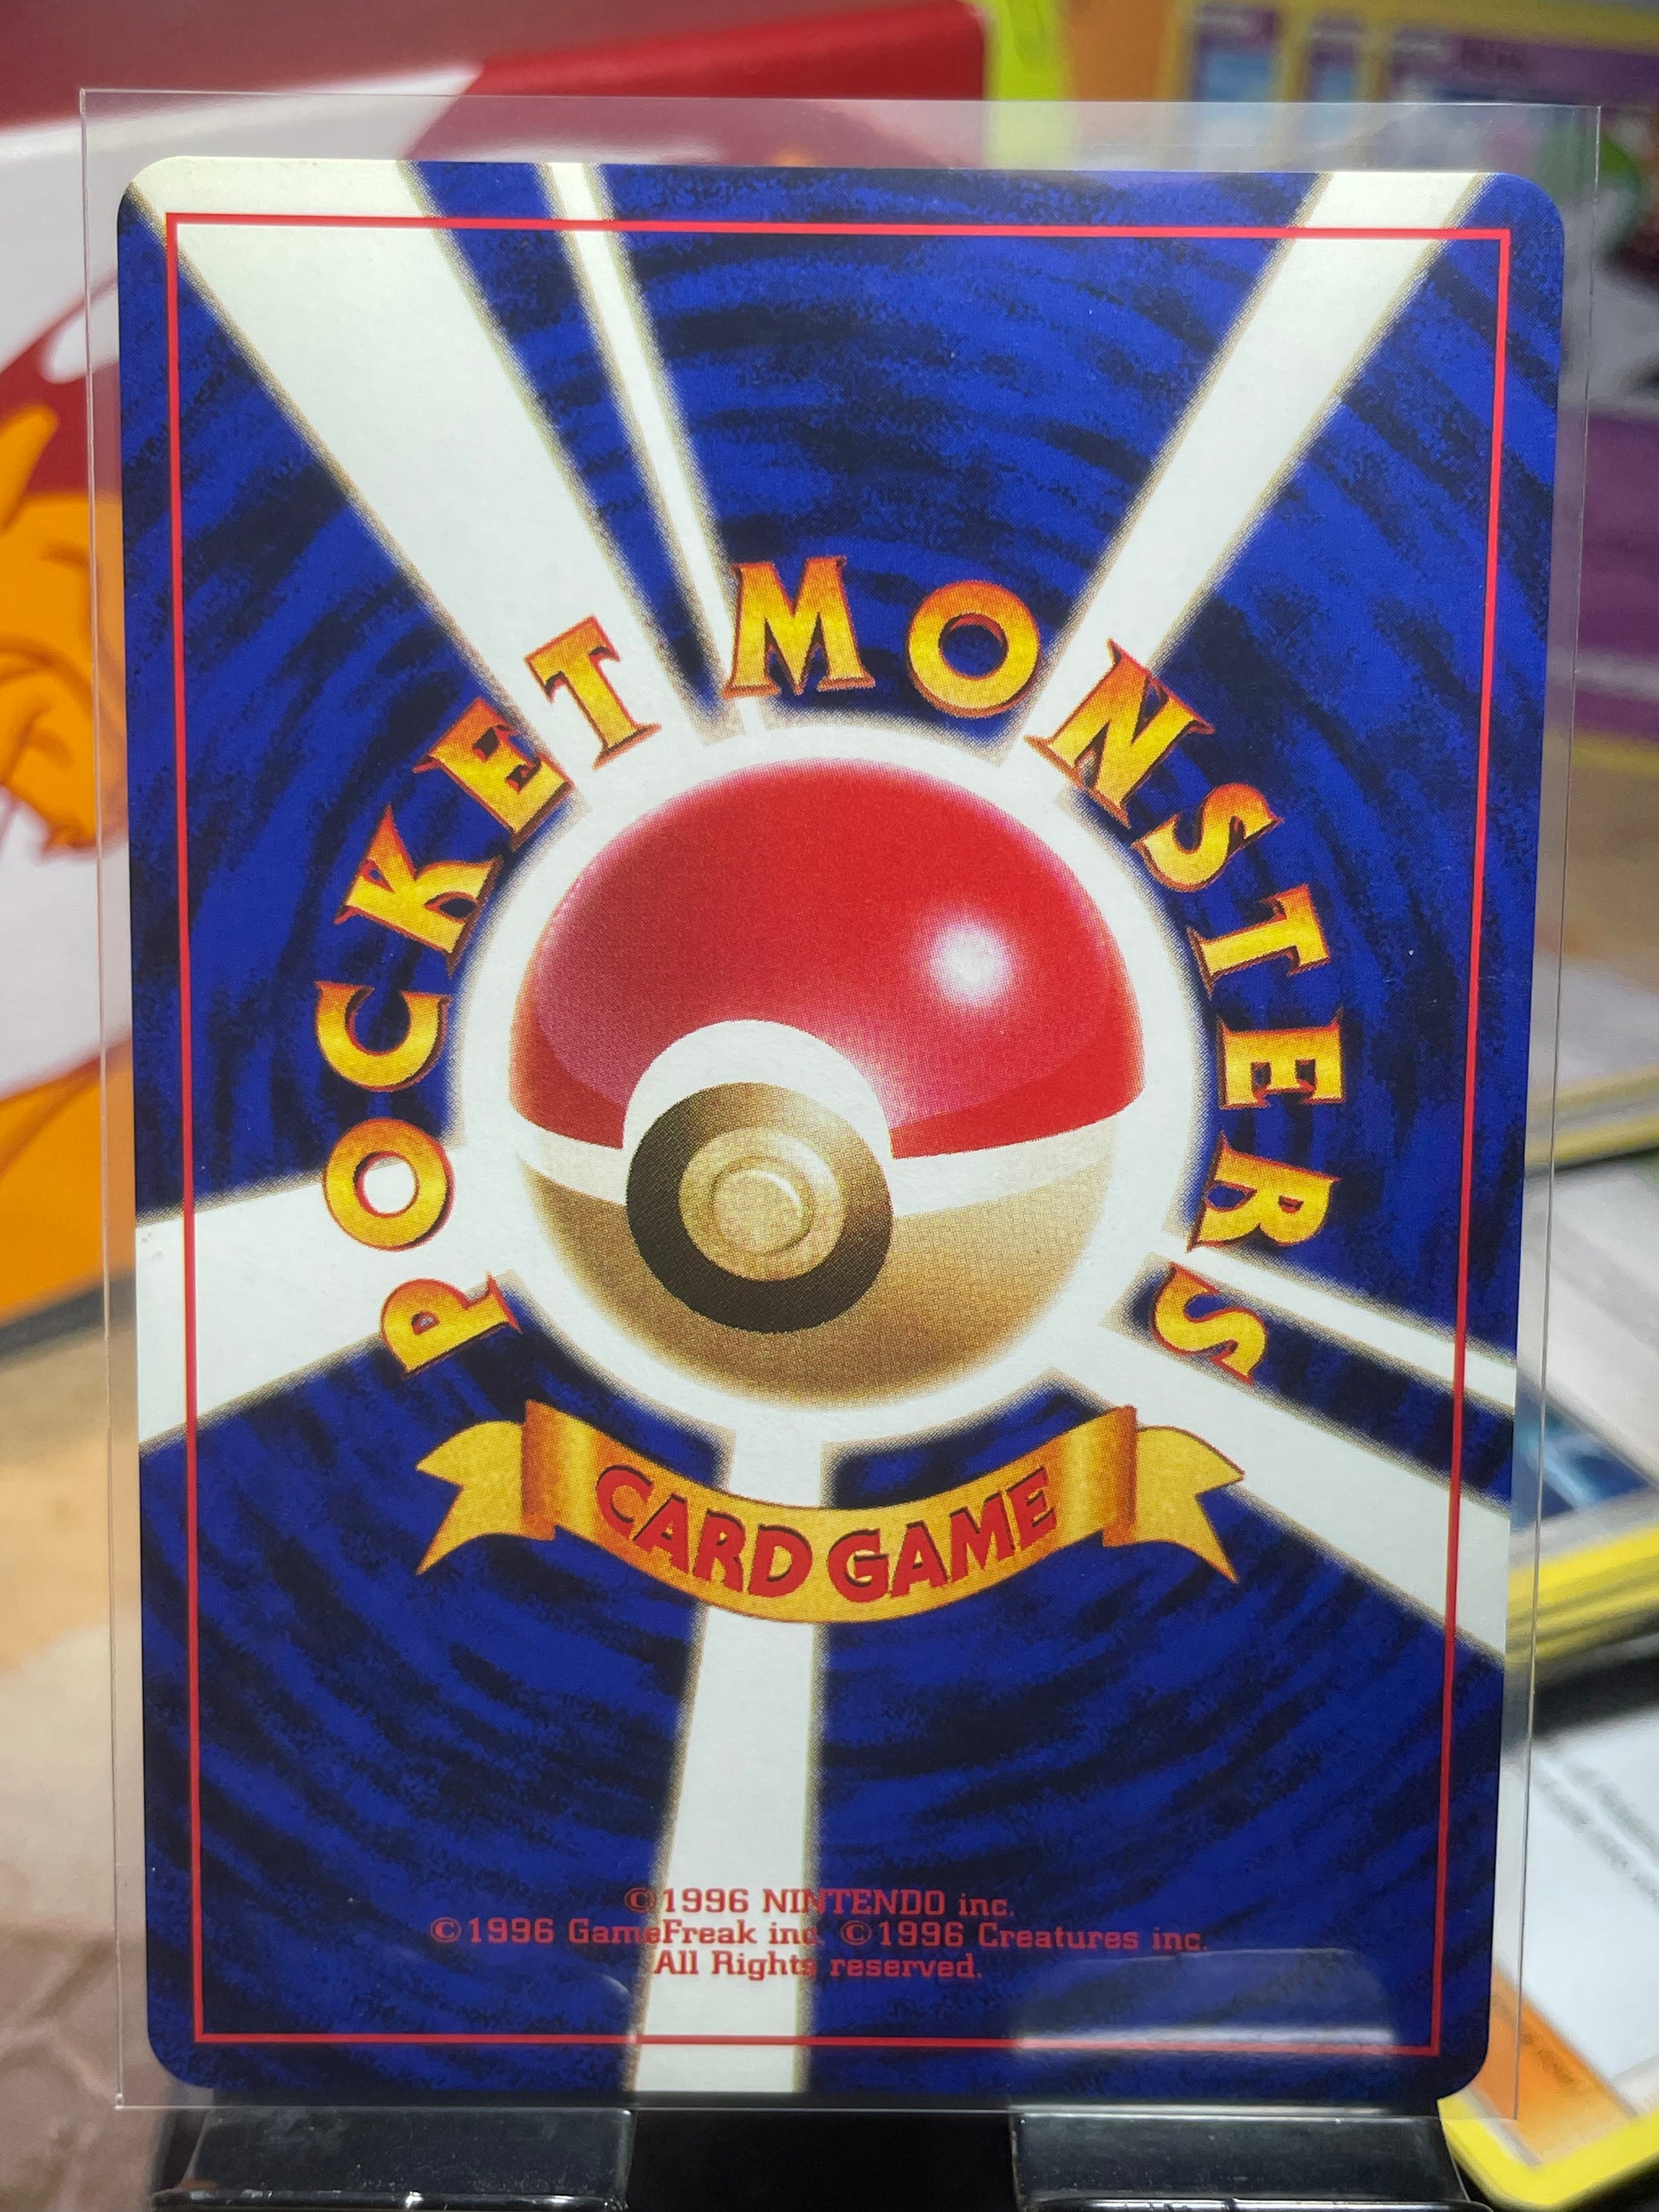 POCKET MONSTERS
CARD GAME
©1996 NINTENDO inc.
©1996 GameFreak inc. ©1996 Creatures inc.
All Rights reserved.